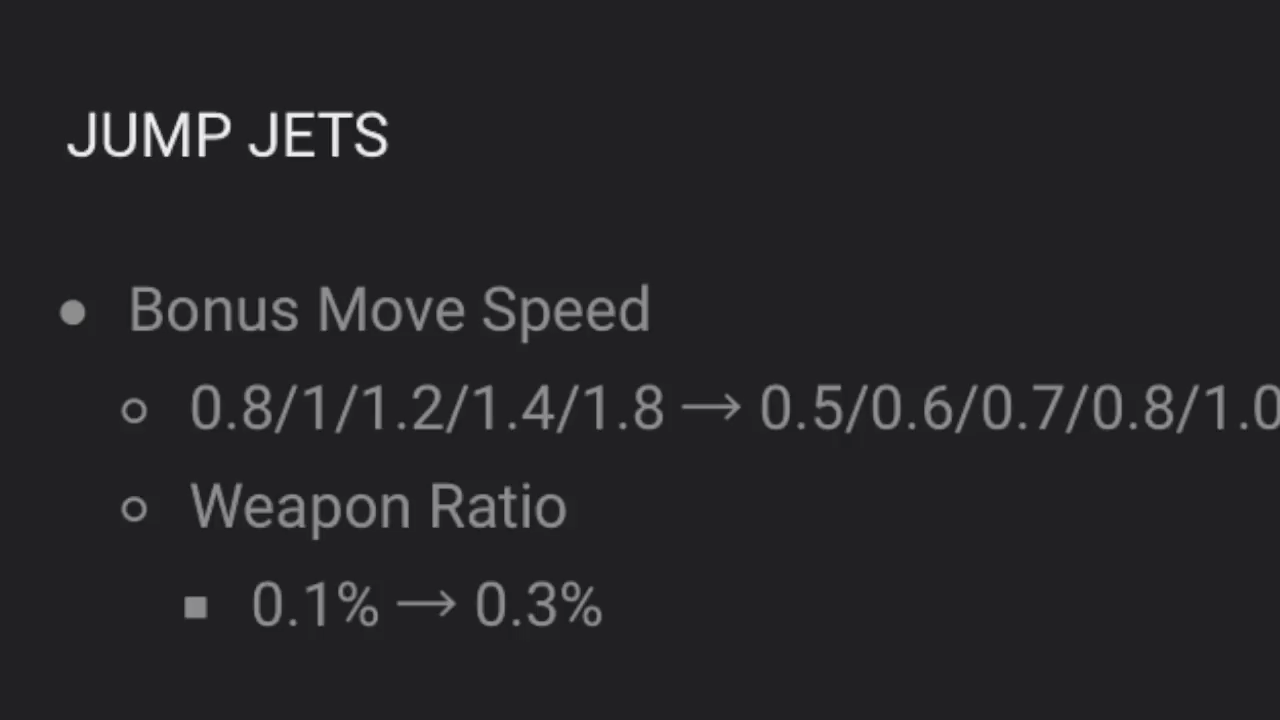 JUMP JETS
● Bonus Move Speed
○ 0.8/1/1.2/1.4/1.8 → 0.5/0.6/0.7/0.8/1.0
○ Weapon Ratio
■ 0.1% → 0.3%